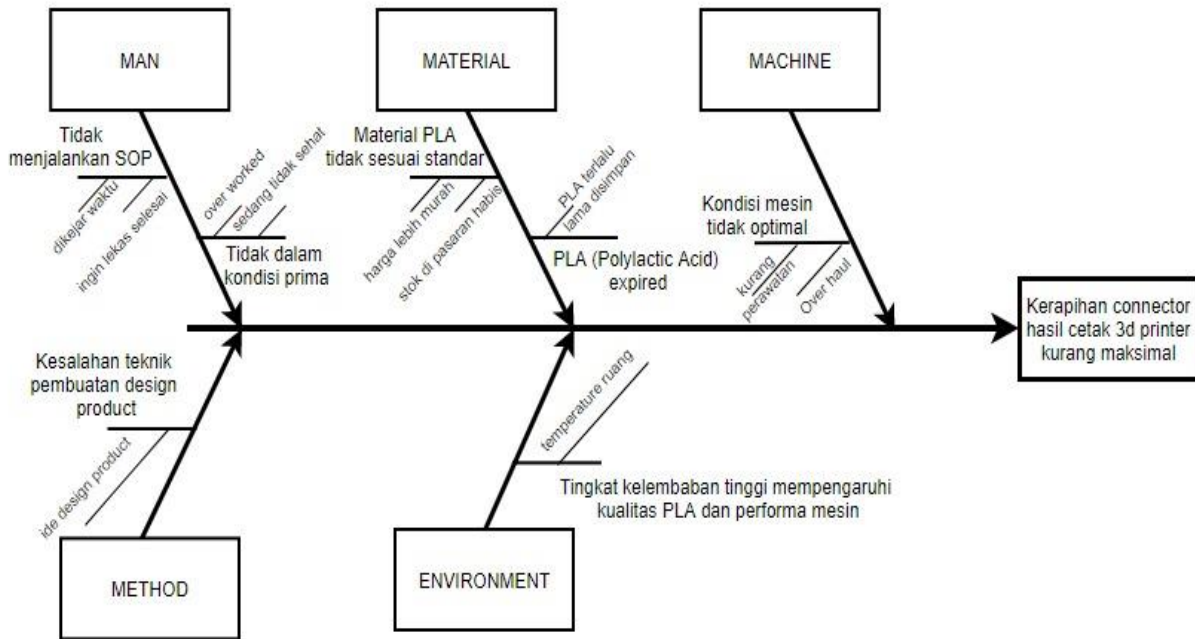 MAN
MATERIAL
MACHINE
Tidak
menjalankan SOP
dikejar waktu
ingin lekas selesai
over worked
sedang tidak sehat
Tidak dalam
kondisi prima
Material PLA
tidak sesuai standar
harga lebih murah
stok di pasaran habis
PLA terlalu
lama disimpan
PLA (Polylactic Acid)
expired
Kondisi mesin
tidak optimal
kurang
perawatan
Over haul
Kerapihan connector
hasil cetak 3d printer
kurang maksimal
Kesalahan teknik
pembuatan design
product
ide design product
temperature ruang
Tingkat kelembaban tinggi mempengaruhi
kualitas PLA dan performa mesin
METHOD
ENVIRONMENT